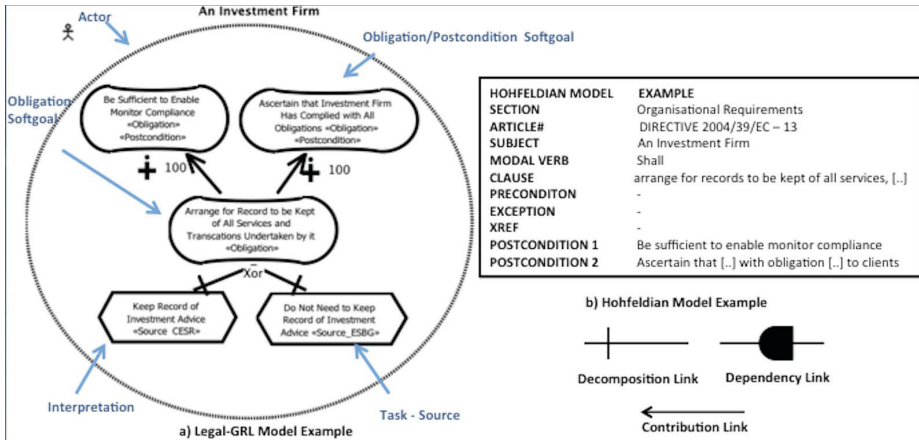 An Investment Firm
Actor
Obligation/Postcondition Softgoal
Obligation
Softgoal
Be Sufficient to Enable
Monitor Compliance
«Obligation»
«Postcondition»
Ascertain that Investment Firm
Has Complied with All
Obligations «Obligation»
«Postcondition»
100
100
Arrange for Record to be Kept
of All Services and
Transcations Undertaken by it
«Obligation»
Xor
Keep Record of
Investment Advice
«Source_CESR»
Do Not Need to Keep
Record of Investment
Advice «Source_ESBG»
Interpretation
Task - Source
a) Legal-GRL Model Example
HOHFELDIAN MODEL EXAMPLE
SECTION Organisational Requirements
ARTICLE# DIRECTIVE 2004/39/EC – 13
SUBJECT An Investment Firm
MODAL VERB Shall
CLAUSE arrange for records to be kept of all services, [..]
PRECONDITON -
EXCEPTION -
XREF -
POSTCONDITION 1 Be sufficient to enable monitor compliance
POSTCONDITION 2 Ascertain that [..] with obligation [..] to clients
b) Hohfeldian Model Example
Decomposition Link
Dependency Link
Contribution Link